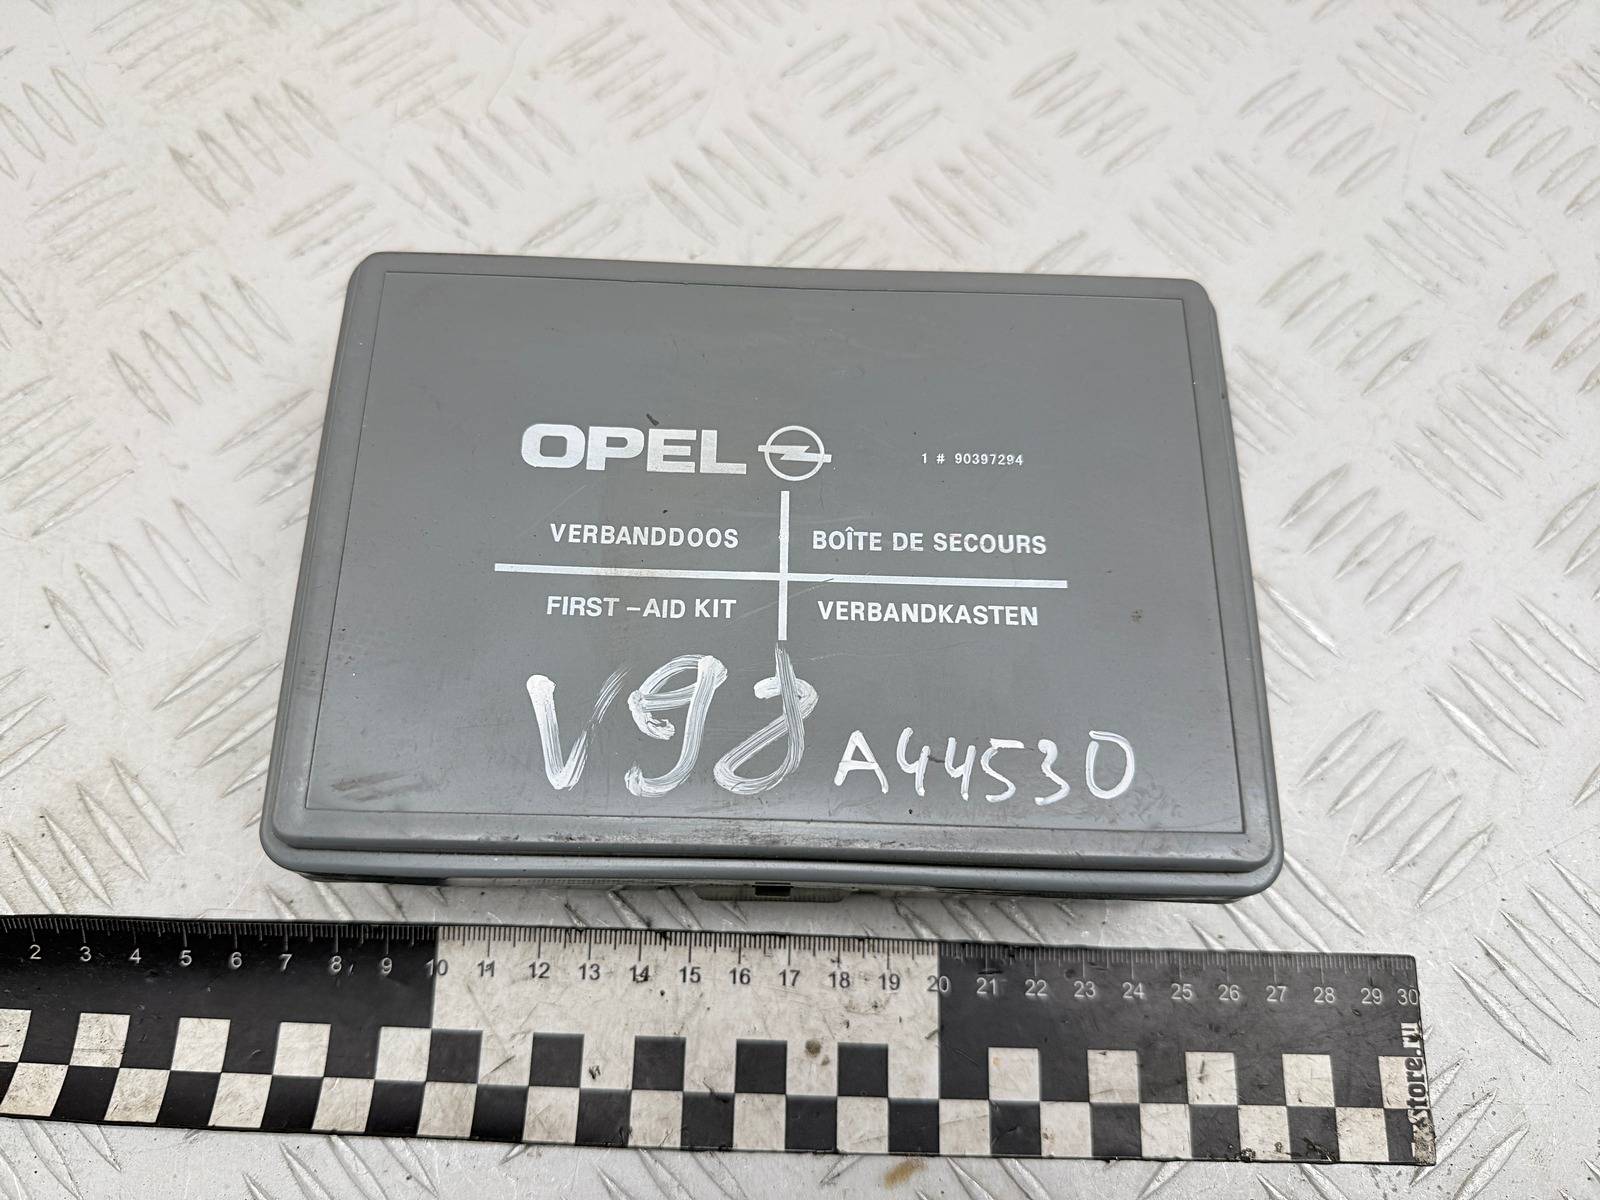 OPEL
1 # 90397294
VERBANDDOOS
BOÎTE DE SECOURS
FIRST-AID KIT
VERBANDKASTEN
V98 A44530
2 3 4 5 6 7 8 9 10 11 12 13 14 15 16 17 18 19 20 21 22 23 24 25 26 27 28 29 30
store.ru